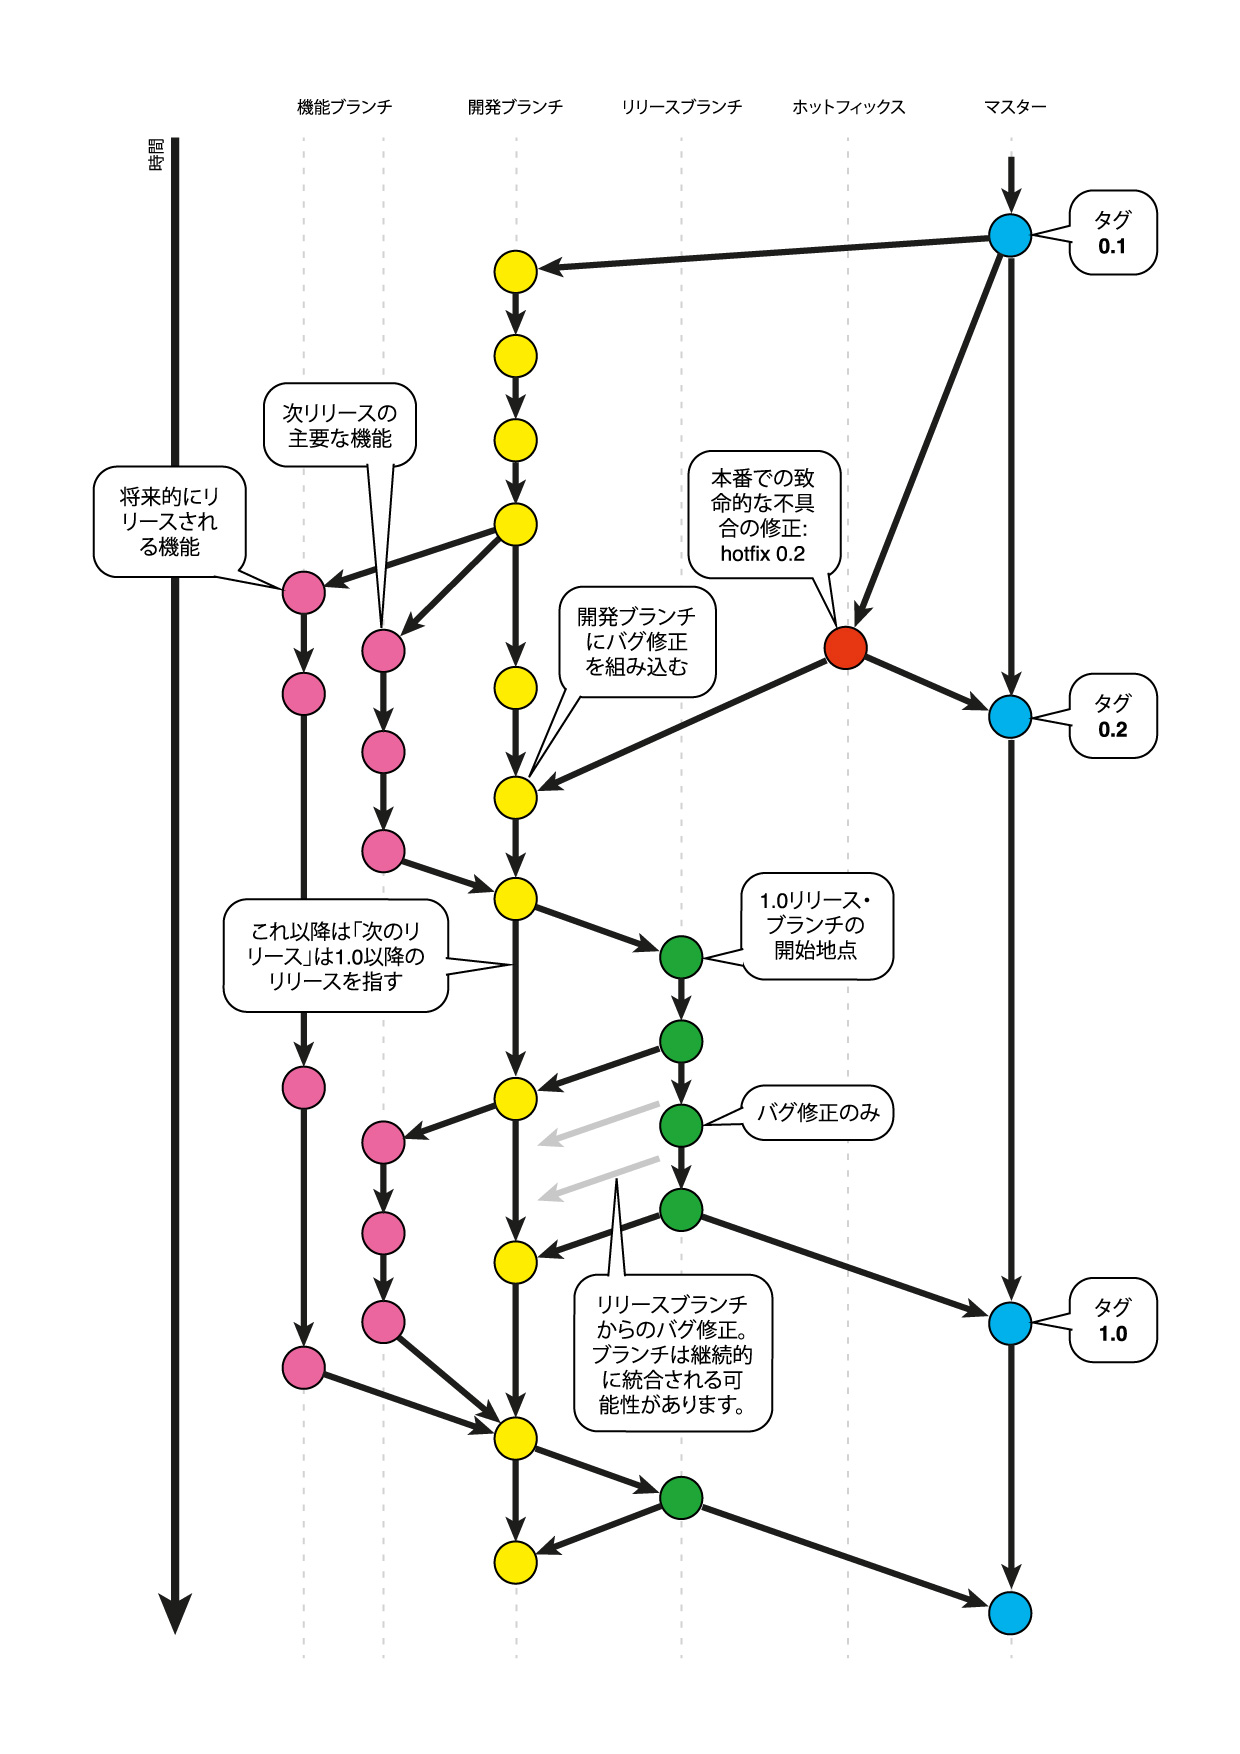 機能ブランチ
開発ブランチ
リリースブランチ
ホットフィックス
マスター
時間
タグ
0.1
次リリースの
主要な機能
将来的にリ
リースされ
る機能
本番での致
命的な不具
合の修正:
hotfix 0.2
開発ブランチ
にバグ修正
を組み込む
タグ
0.2
1.0リリース・
ブランチの
開始地点
これ以降は「次のリ
リース」は1.0以降の
リリースを指す
バグ修正のみ
リリースブランチ
からのバグ修正。
ブランチは継続的
に統合される可
能性があります。
タグ
1.0